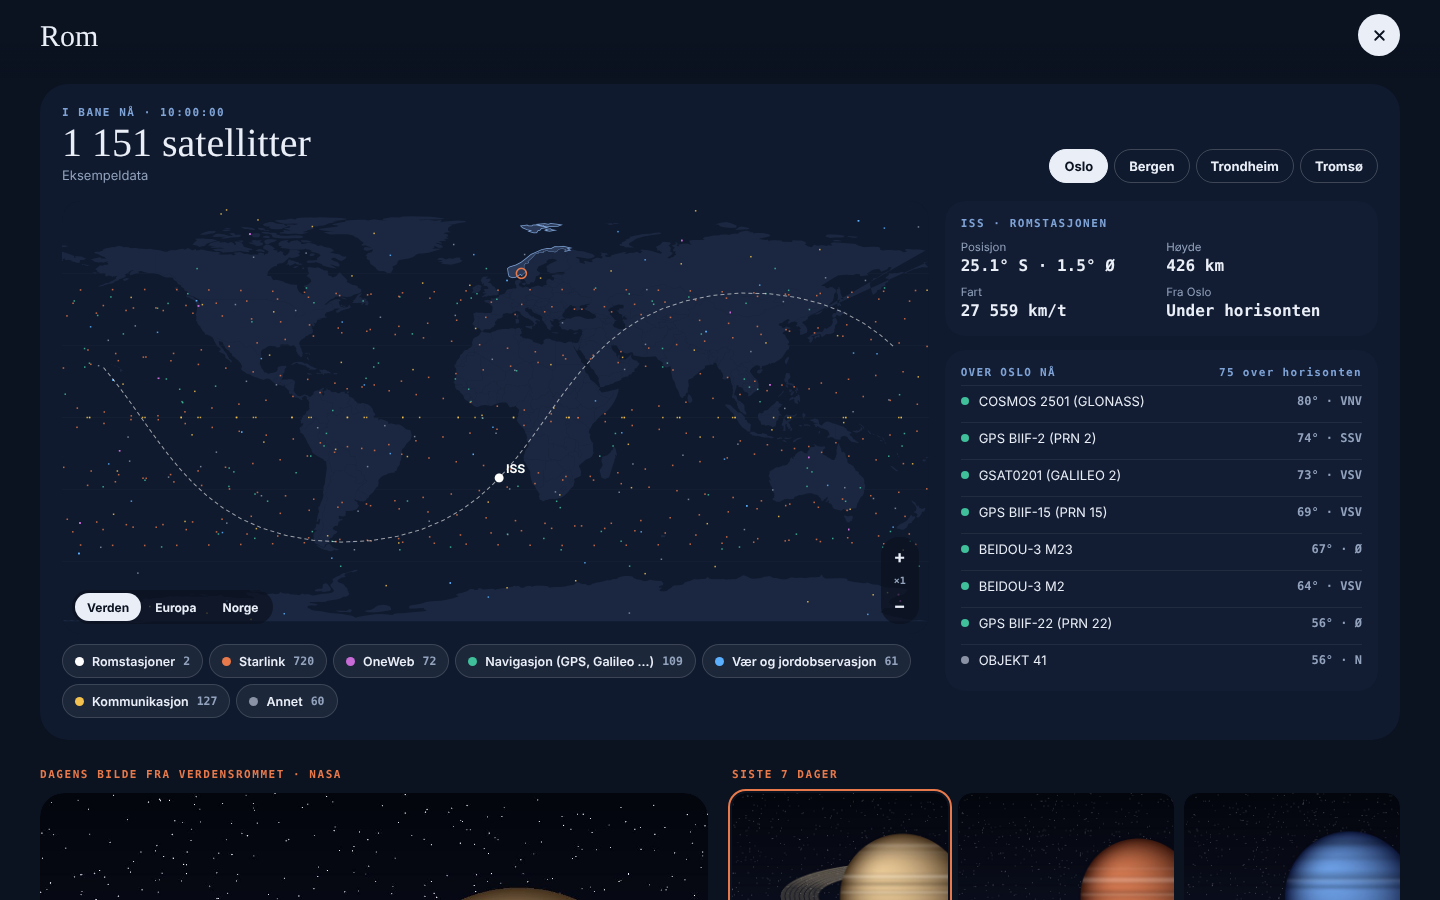 Rom
I BANE NÅ · 10:00:00
1 151 satellitter
Eksempeldata
Oslo
Bergen
Trondheim
Tromsø
ISS
+
×1
−
Verden
Europa
Norge
Romstasjoner 2
Starlink 720
OneWeb 72
Navigasjon (GPS, Galileo …) 109
Vær og jordobservasjon 61
Kommunikasjon 127
Annet 60
ISS · ROMSTASJONEN
Posisjon
25.1° S · 1.5° Ø
Høyde
426 km
Fart
27 559 km/t
Fra Oslo
Under horisonten
OVER OSLO NÅ 75 over horisonten
COSMOS 2501 (GLONASS) 80° · VNV
GPS BIIF-2 (PRN 2) 74° · SSV
GSAT0201 (GALILEO 2) 73° · VSV
GPS BIIF-15 (PRN 15) 69° · VSV
BEIDOU-3 M23 67° · Ø
BEIDOU-3 M2 64° · VSV
GPS BIIF-22 (PRN 22) 56° · Ø
OBJEKT 41 56° · N
DAGENS BILDE FRA VERDENSROMMET · NASA
SISTE 7 DAGER